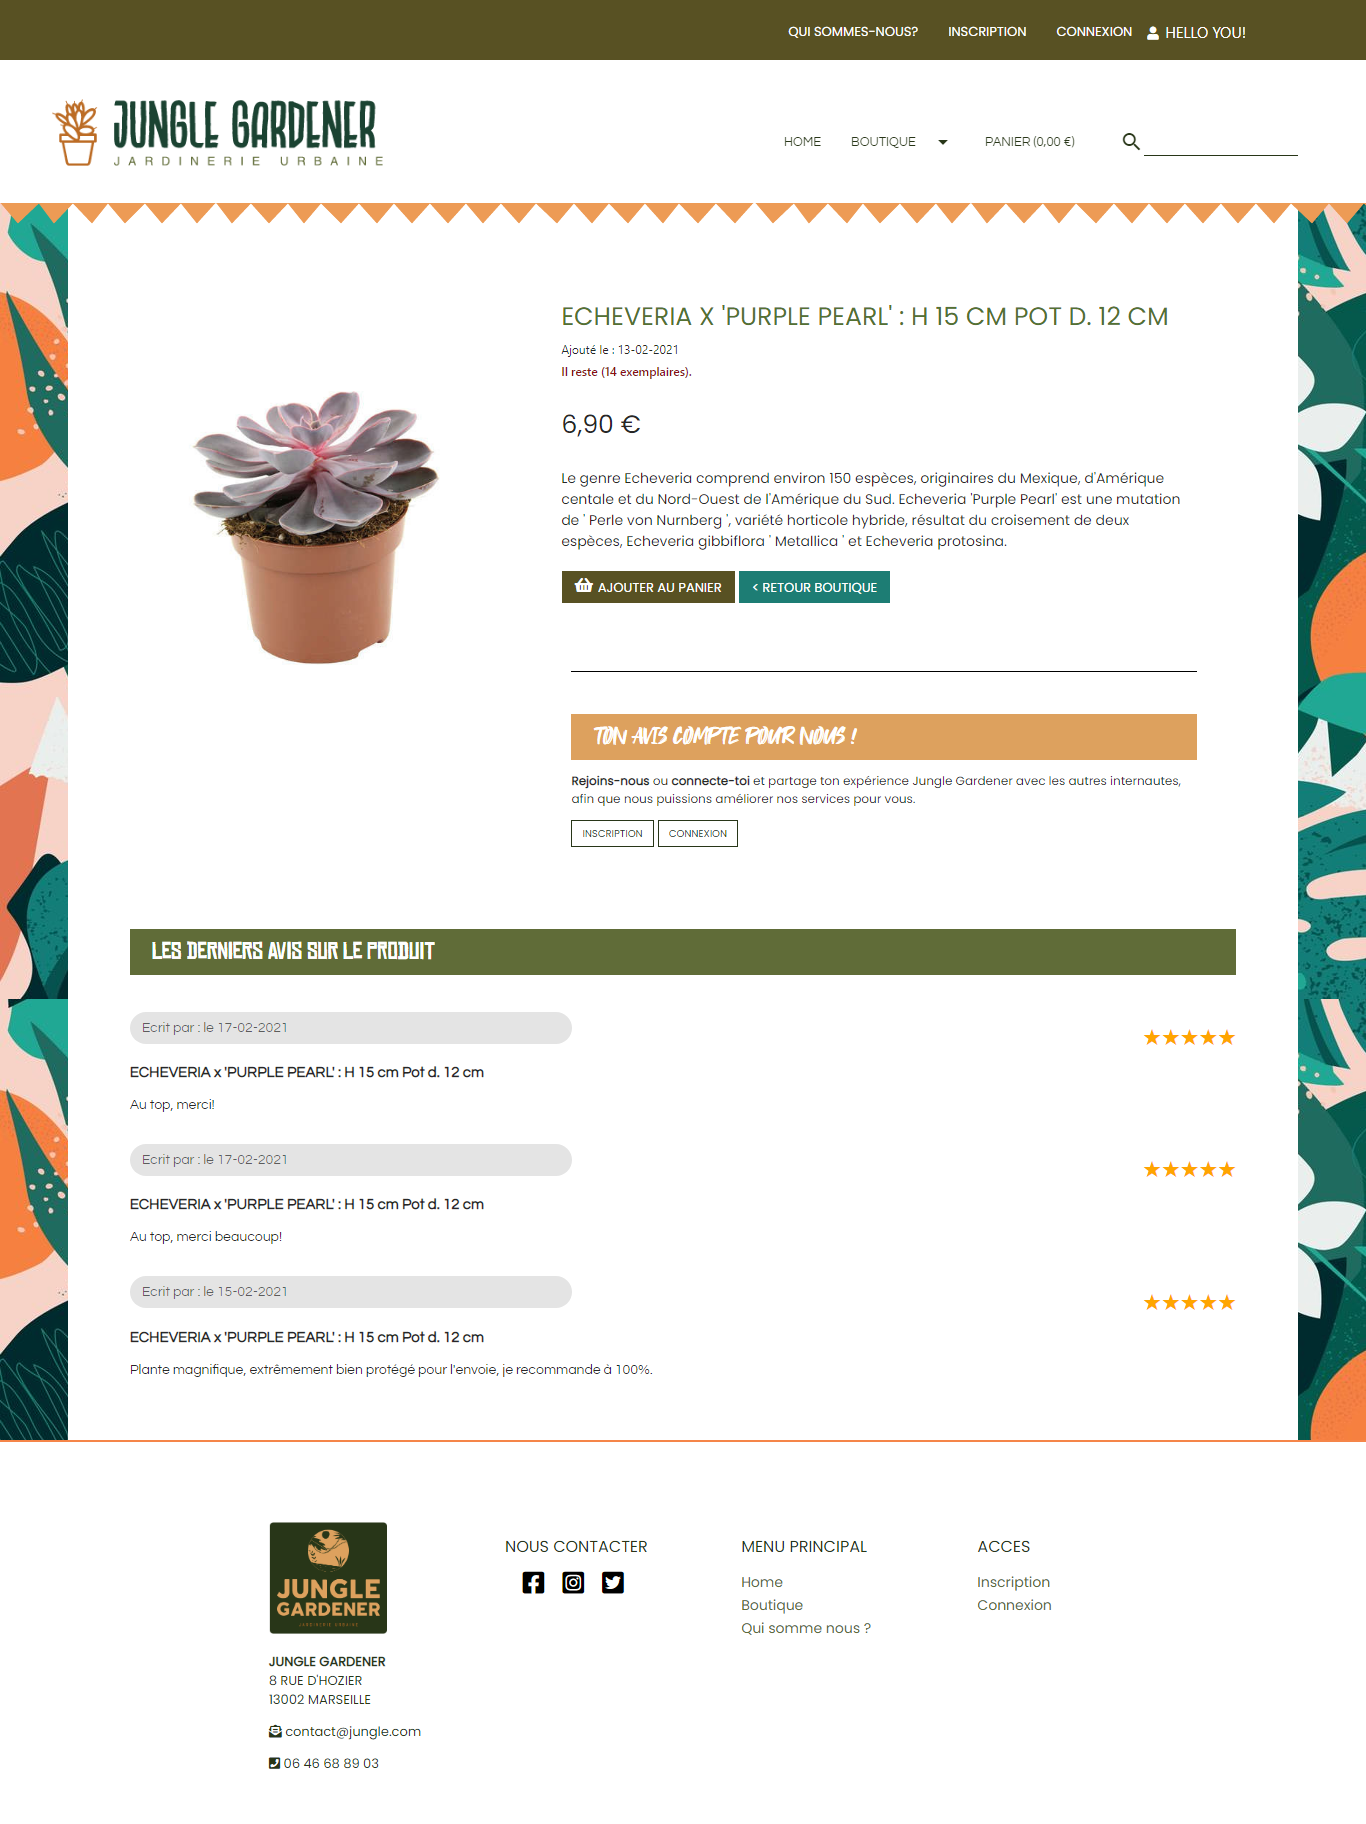 QUI SOMMES-NOUS? INSCRIPTION CONNEXION HELLO YOU!
JUNGLE GARDENER
JARDINERIE URBAINE
HOME BOUTIQUE PANIER (0,00 €)
ECHEVERIA X 'PURPLE PEARL' : H 15 CM POT D. 12 CM
Ajouté le : 13-02-2021
Il reste (14 exemplaires).
6,90 €
Le genre Echeveria comprend environ 150 espèces, originaires du Mexique, d'Amérique
centale et du Nord-Ouest de l'Amérique du Sud. Echeveria 'Purple Pearl' est une mutation
de ' Perle von Nurnberg ', variété horticole hybride, résultat du croisement de deux
espèces, Echeveria gibbiflora ' Metallica ' et Echeveria protosina.
AJOUTER AU PANIER < RETOUR BOUTIQUE
TON AVIS COMPTE POUR NOUS !
Rejoins-nous ou connecte-toi et partage ton expérience Jungle Gardener avec les autres internautes,
afin que nous puissions améliorer nos services pour vous.
INSCRIPTION CONNEXION
LES DERNIERS AVIS SUR LE PRODUIT
Ecrit par : le 17-02-2021
★★★★★
ECHEVERIA x 'PURPLE PEARL' : H 15 cm Pot d. 12 cm
Au top, merci!
Ecrit par : le 17-02-2021
★★★★★
ECHEVERIA x 'PURPLE PEARL' : H 15 cm Pot d. 12 cm
Au top, merci beaucoup!
Ecrit par : le 15-02-2021
★★★★★
ECHEVERIA x 'PURPLE PEARL' : H 15 cm Pot d. 12 cm
Plante magnifique, extrêmement bien protégé pour l'envoie, je recommande à 100%.
JUNGLE
GARDENER
JARDINERIE URBAINE
JUNGLE GARDENER
8 RUE D'HOZIER
13002 MARSEILLE
contact@jungle.com
06 46 68 89 03
NOUS CONTACTER
MENU PRINCIPAL
Home
Boutique
Qui somme nous ?
ACCES
Inscription
Connexion